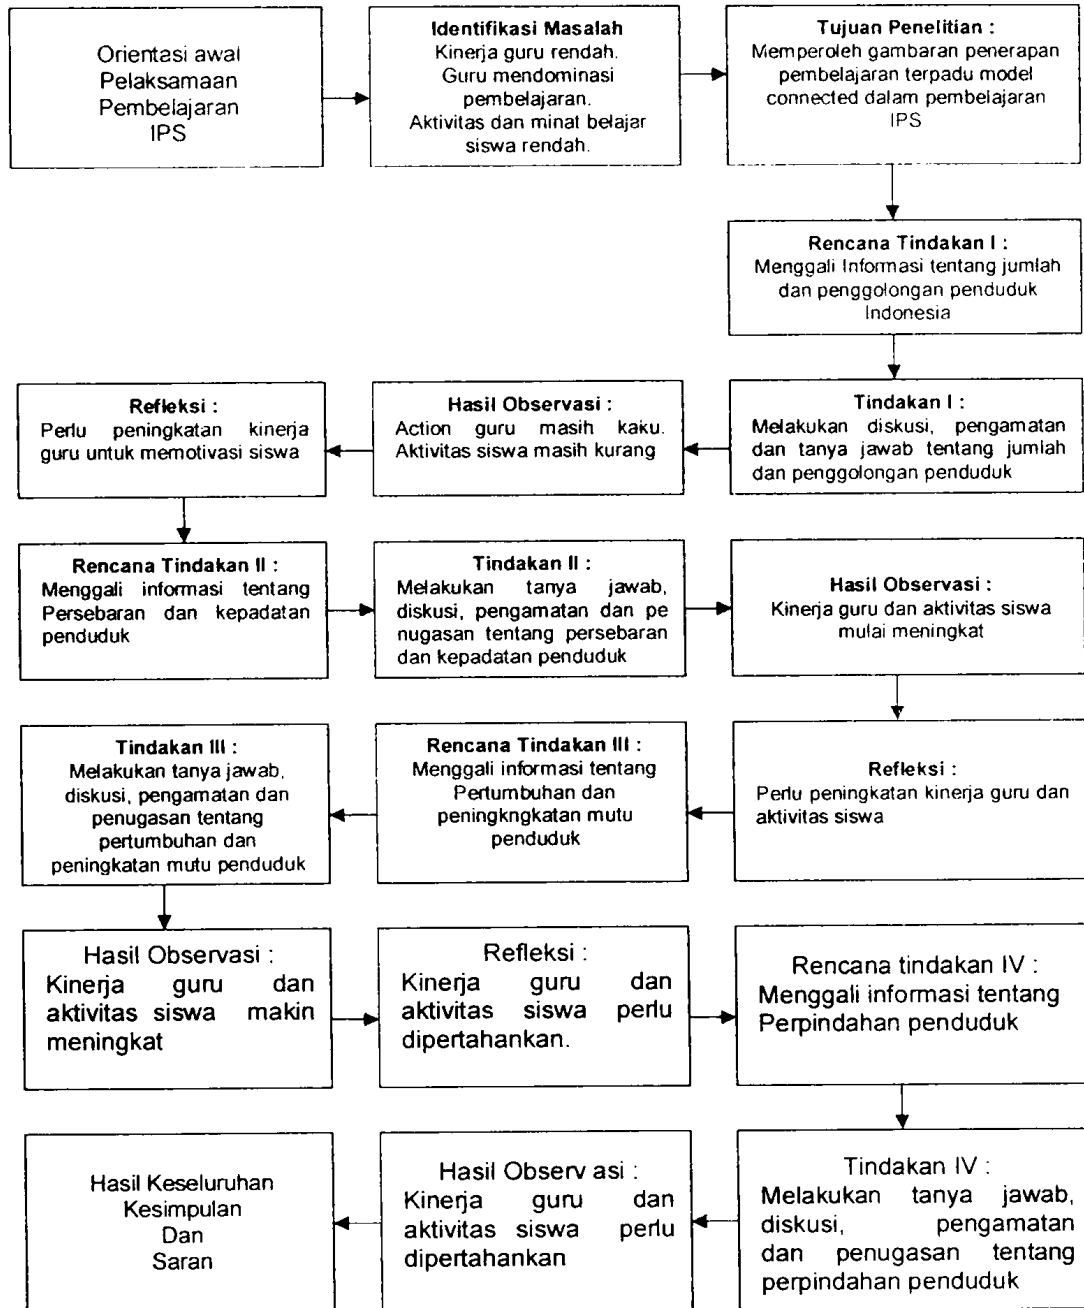 Orientasi awal
Pelaksamaan
Pembelajaran
IPS
Identifikasi Masalah
Kinerja guru rendah.
Guru mendominasi
pembelajaran.
Aktivitas dan minat belajar
siswa rendah.
Tujuan Penelitian :
Memperoleh gambaran penerapan
pembelajaran terpadu model
connected dalam pembelajaran
IPS
Rencana Tindakan I :
Menggali Informasi tentang jumlah
dan penggolongan penduduk
Indonesia
Tindakan I :
Melakukan diskusi, pengamatan
dan tanya jawab tentang jumlah
dan penggolongan penduduk
Hasil Observasi :
Action guru masih kaku.
Aktivitas siswa masih kurang
Refleksi :
Perlu peningkatan kinerja
guru untuk memotivasi siswa
Rencana Tindakan II :
Menggali informasi tentang
Persebaran dan kepadatan
penduduk
Tindakan II :
Melakukan tanya jawab,
diskusi, pengamatan dan pe
nugasan tentang persebaran
dan kepadatan penduduk
Hasil Observasi :
Kinerja guru dan aktivitas siswa
mulai meningkat
Refleksi :
Perlu peningkatan kinerja guru dan
aktivitas siswa
Rencana Tindakan III :
Menggali informasi tentang
Pertumbuhan dan
peningkngkatan mutu
penduduk
Tindakan III :
Melakukan tanya jawab,
diskusi, pengamatan dan
penugasan tentang
pertumbuhan dan
peningkatan mutu penduduk
Hasil Observasi :
Kinerja guru dan
aktivitas siswa makin
meningkat
Refleksi :
Kinerja guru dan
aktivitas siswa perlu
dipertahankan.
Rencana tindakan IV :
Menggali informasi tentang
Perpindahan penduduk
Tindakan IV :
Melakukan tanya jawab,
diskusi, pengamatan
dan penugasan tentang
perpindahan penduduk
Hasil Observ asi :
Kinerja guru dan
aktivitas siswa perlu
dipertahankan
Hasil Keseluruhan
Kesimpulan
Dan
Saran